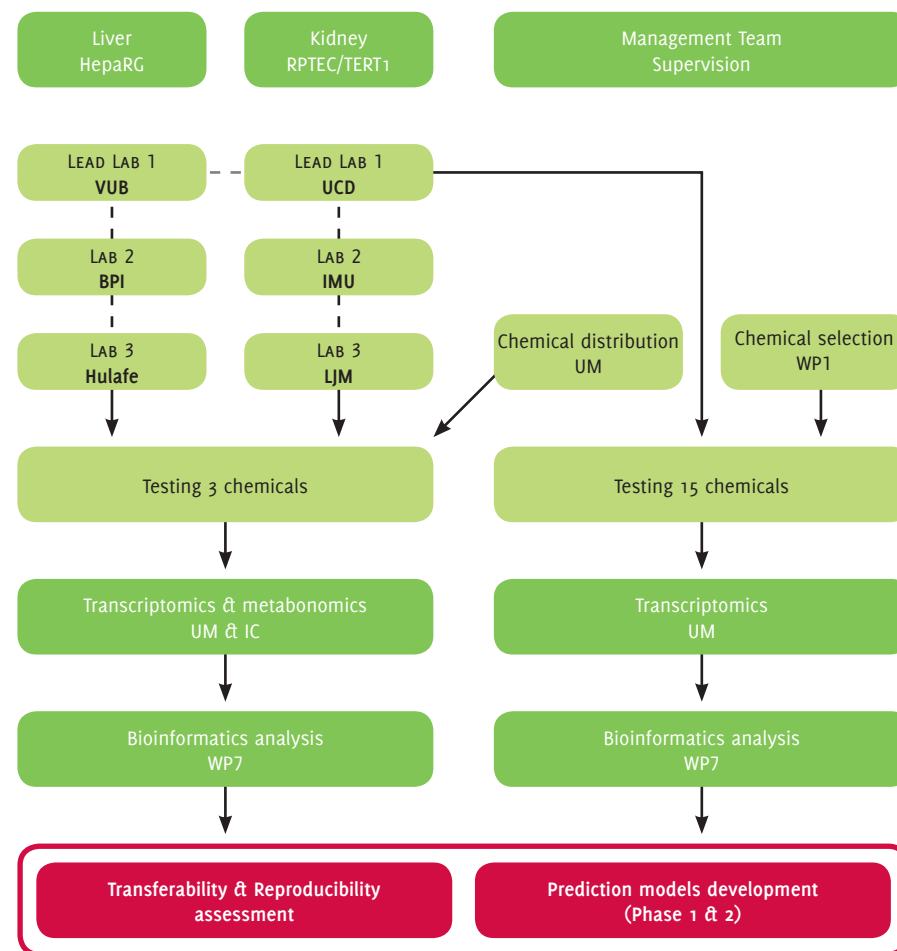 Liver
HepaRG
Kidney
RPTEC/TERT1
Management Team
Supervision
Lead Lab 1
VUB
Lead Lab 1
UCD
Lab 2
BPI
Lab 2
IMU
Lab 3
Hulafe
Lab 3
LJM
Chemical distribution
UM
Chemical selection
WP1
Testing 3 chemicals
Testing 15 chemicals
Transcriptomics & metabonomics
UM & IC
Transcriptomics
UM
Bioinformatics analysis
WP7
Bioinformatics analysis
WP7
Transferability & Reproducibility
assessment
Prediction models development
(Phase 1 & 2)